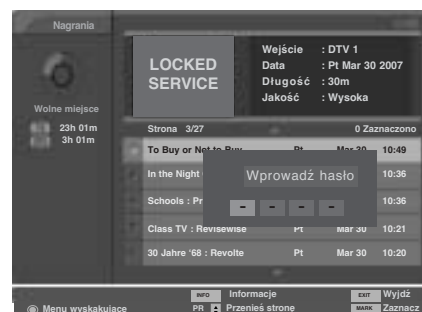 Nagrania
LOCKED SERVICE
Wejście : DTV 1
Data : Pt Mar 30 2007
Długość : 30m
Jakość : Wysoka
Wolne miejsce
23h 01m
3h 01m
Strona 3/27 0 Zaznaczono
To Buy or Not to Buy Pt Mar 30 10:49
In the Night 10:36
Schools : Pr 10:36
Class TV : Revisewise Pt Mar 30 10:21
30 Jahre '68 : Revolte Pt Mar 30 10:20
Wprowadź hasło
- - - -
INFO Informacje EXIT Wyjdź
Menu wyskakujące PR Przenieś stronę MARK Zaznacz